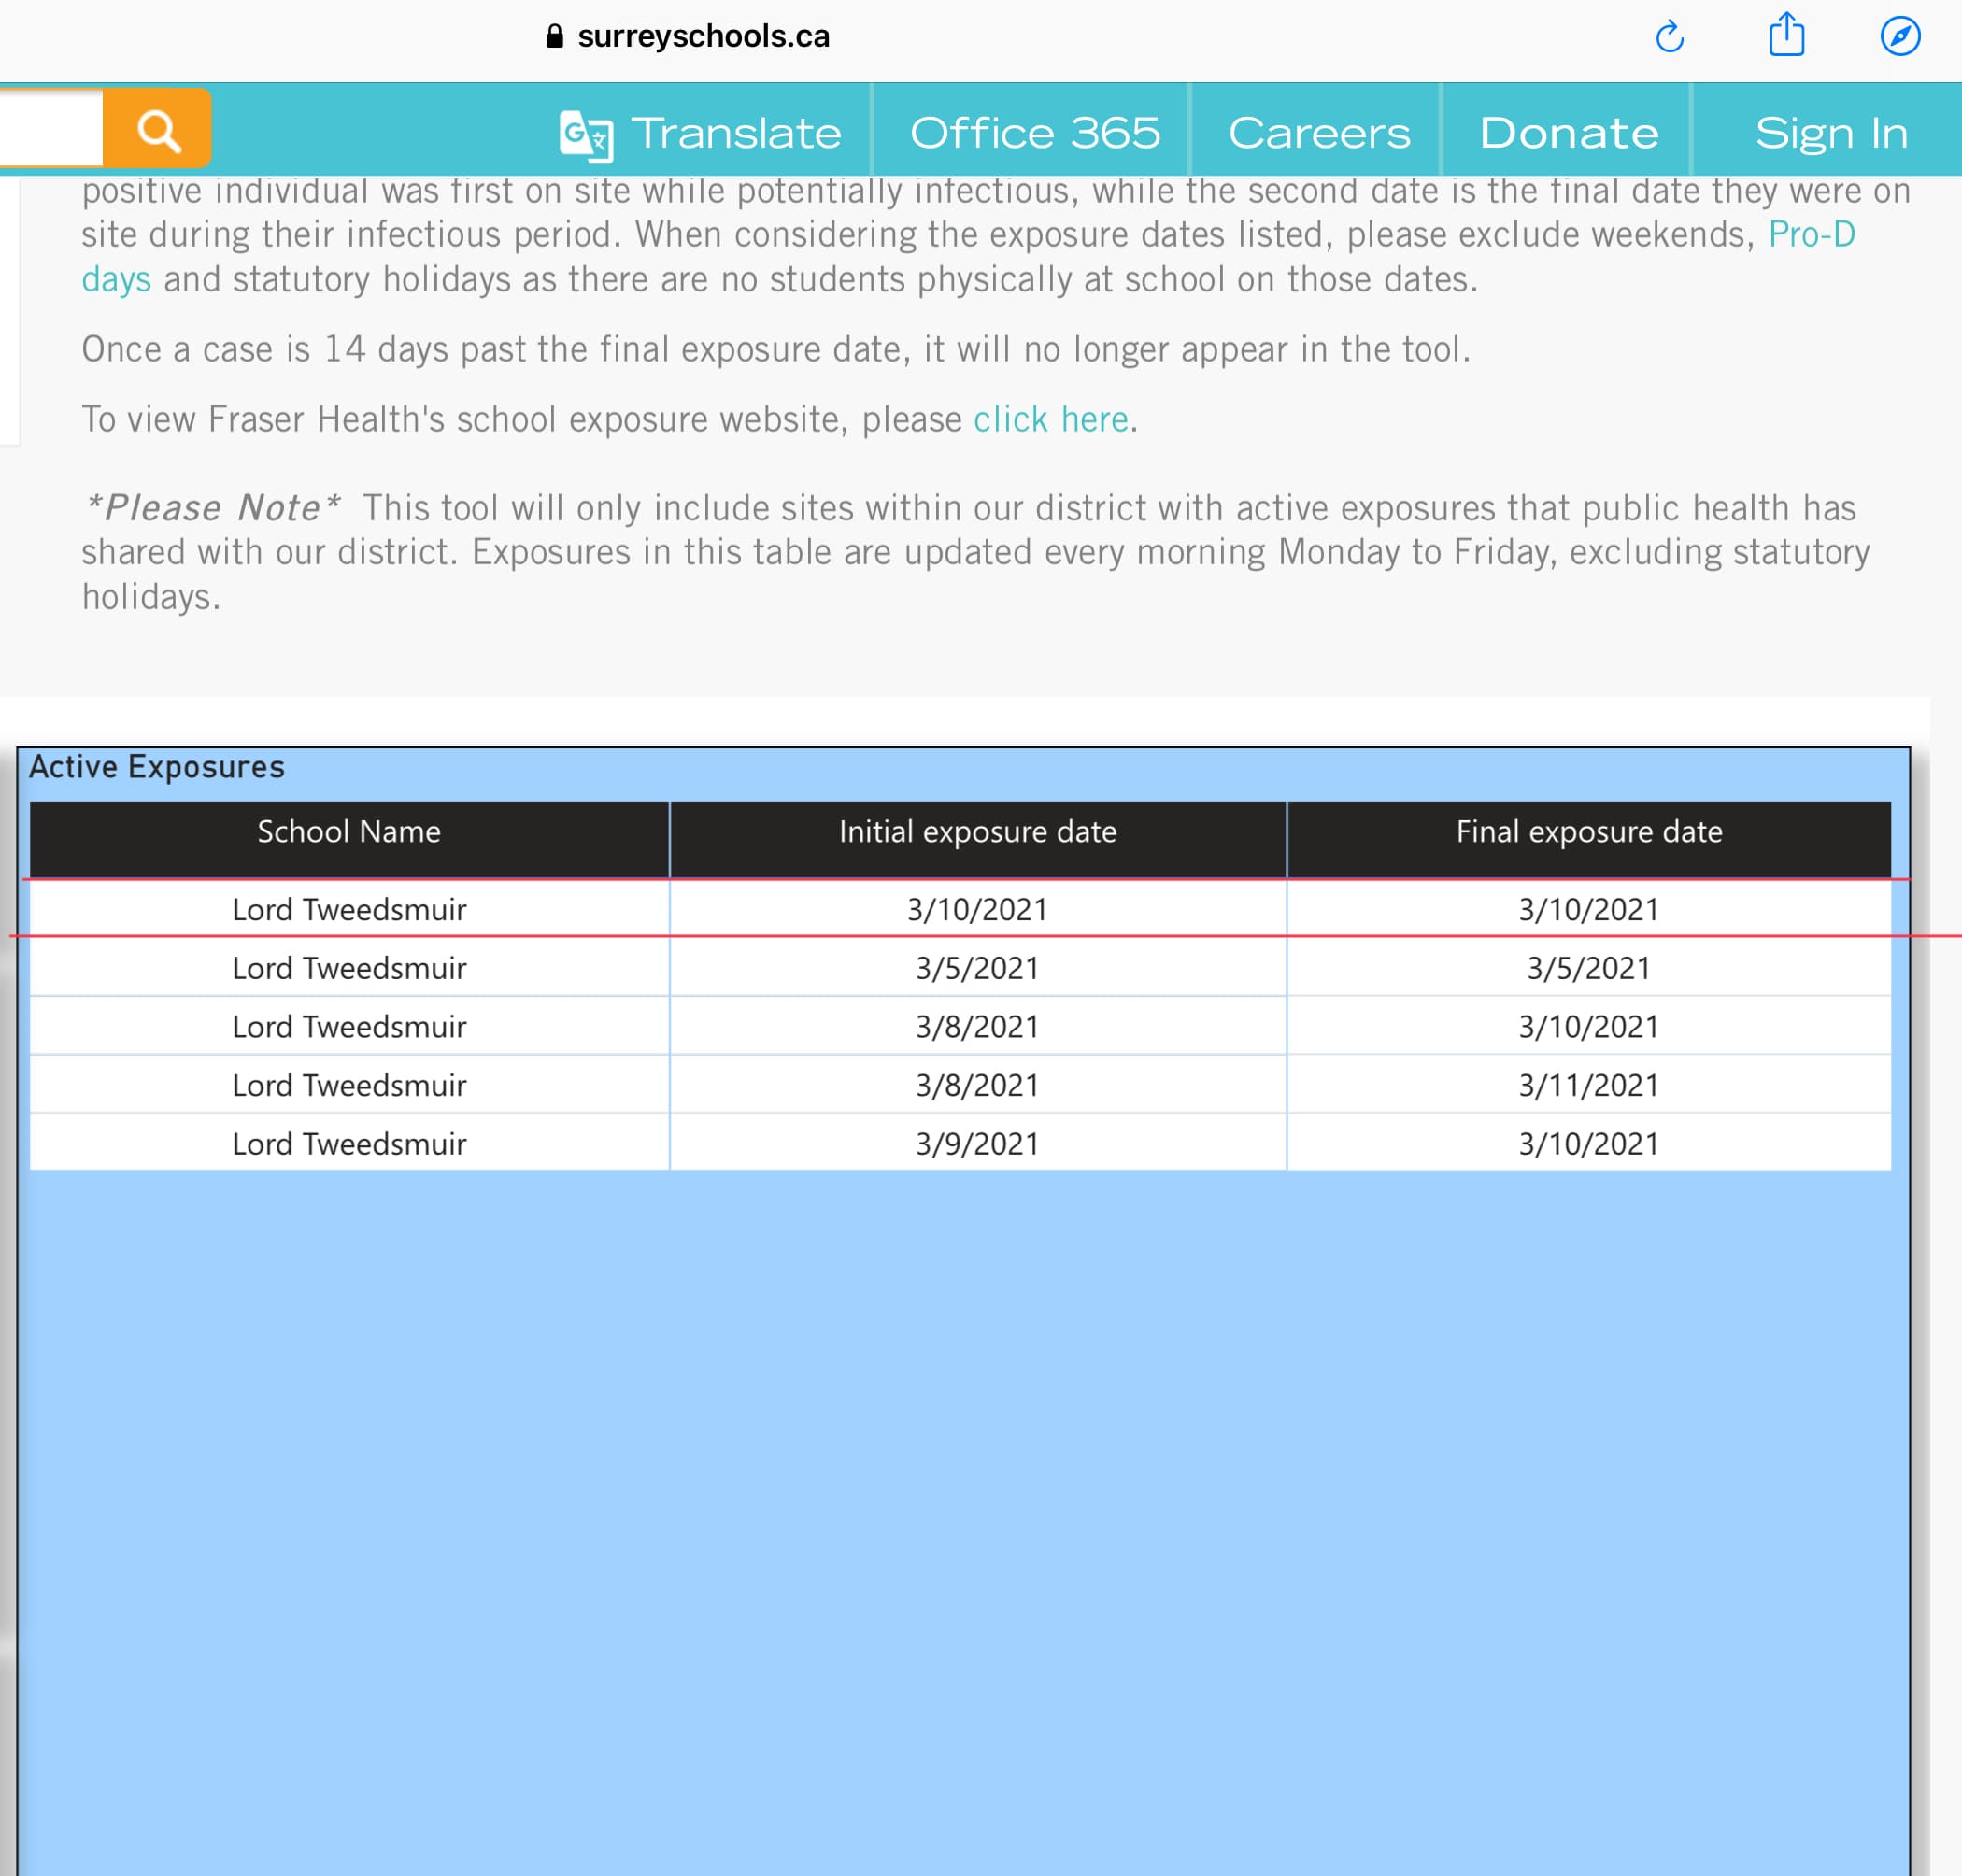 surreyschools.ca
Translate Office 365 Careers Donate Sign In
positive individual was first on site while potentially infectious, while the second date is the final date they were on
site during their infectious period. When considering the exposure dates listed, please exclude weekends, Pro-D
days and statutory holidays as there are no students physically at school on those dates.
Once a case is 14 days past the final exposure date, it will no longer appear in the tool.
To view Fraser Health's school exposure website, please click here.
*Please Note* This tool will only include sites within our district with active exposures that public health has
shared with our district. Exposures in this table are updated every morning Monday to Friday, excluding statutory
holidays.
Active Exposures
School Name Initial exposure date Final exposure date
Lord Tweedsmuir 3/10/2021 3/10/2021
Lord Tweedsmuir 3/5/2021 3/5/2021
Lord Tweedsmuir 3/8/2021 3/10/2021
Lord Tweedsmuir 3/8/2021 3/11/2021
Lord Tweedsmuir 3/9/2021 3/10/2021